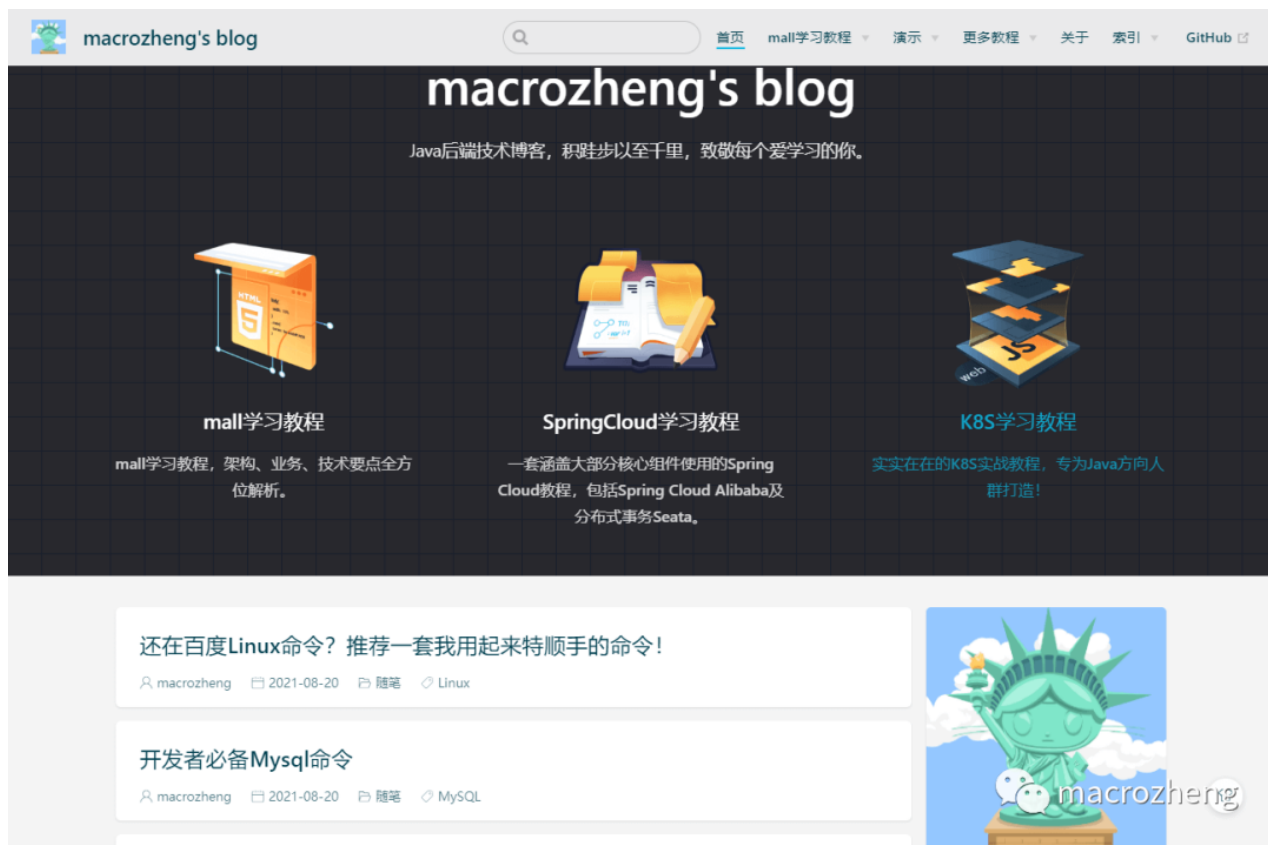 macrozheng's blog
首页 mall学习教程 演示 更多教程 关于 索引 GitHub
macrozheng's blog
Java后端技术博客，积跬步以至千里，致敬每个爱学习的你。
HTML
5
JS
web
mall学习教程
mall学习教程，架构、业务、技术要点全方
位解析。
SpringCloud学习教程
一套涵盖大部分核心组件使用的Spring
Cloud教程，包括Spring Cloud Alibaba及
分布式事务Seata。
K8S学习教程
实实在在的K8S实战教程，专为Java方向人
群打造！
还在百度Linux命令？推荐一套我用起来特顺手的命令！
macrozheng 2021-08-20 随笔 Linux
开发者必备Mysql命令
macrozheng 2021-08-20 随笔 MySQL
macrozheng